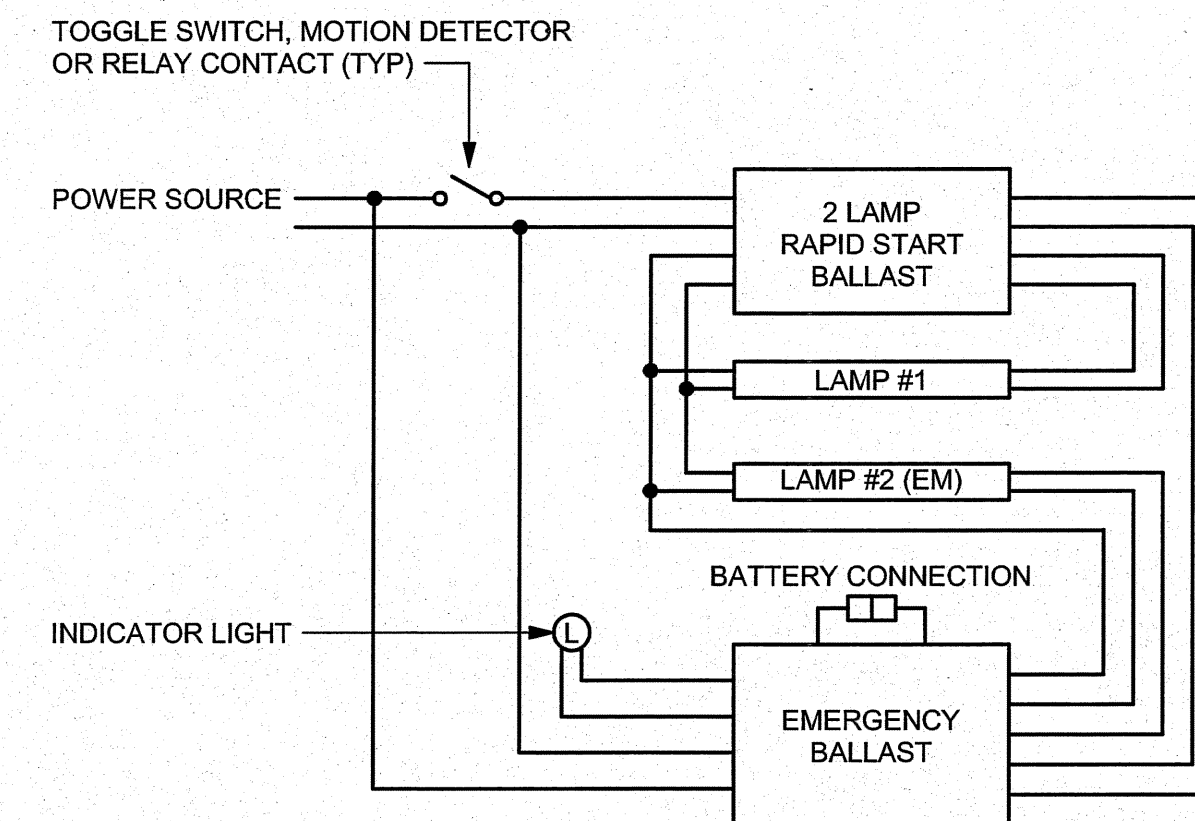 TOGGLE SWITCH, MOTION DETECTOR
OR RELAY CONTACT (TYP)
POWER SOURCE
2 LAMP
RAPID START
BALLAST
LAMP #1
LAMP #2 (EM)
BATTERY CONNECTION
INDICATOR LIGHT
L
EMERGENCY
BALLAST